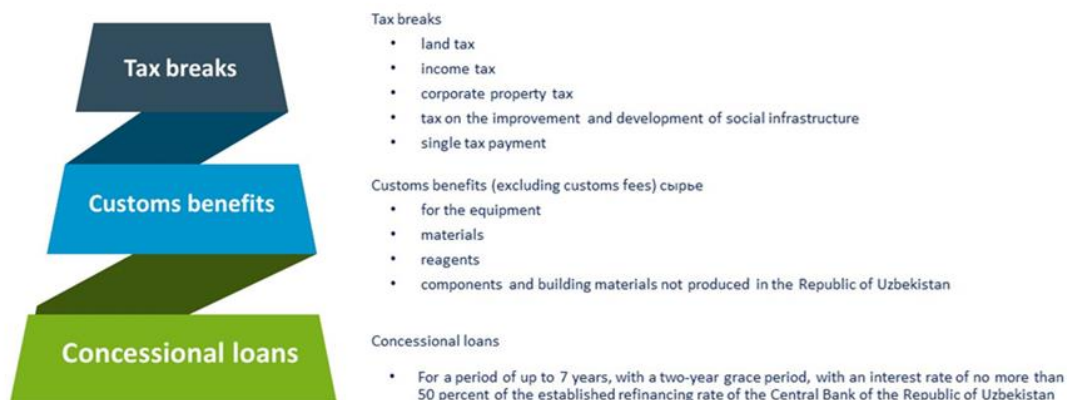 Tax breaks
Customs benefits
Concessional loans
Tax breaks
• land tax
• income tax
• corporate property tax
• tax on the improvement and development of social infrastructure
• single tax payment
Customs benefits (excluding customs fees) сырье
• for the equipment
• materials
• reagents
• components and building materials not produced in the Republic of Uzbekistan
Concessional loans
• For a period of up to 7 years, with a two-year grace period, with an interest rate of no more than
50 percent of the established refinancing rate of the Central Bank of the Republic of Uzbekistan